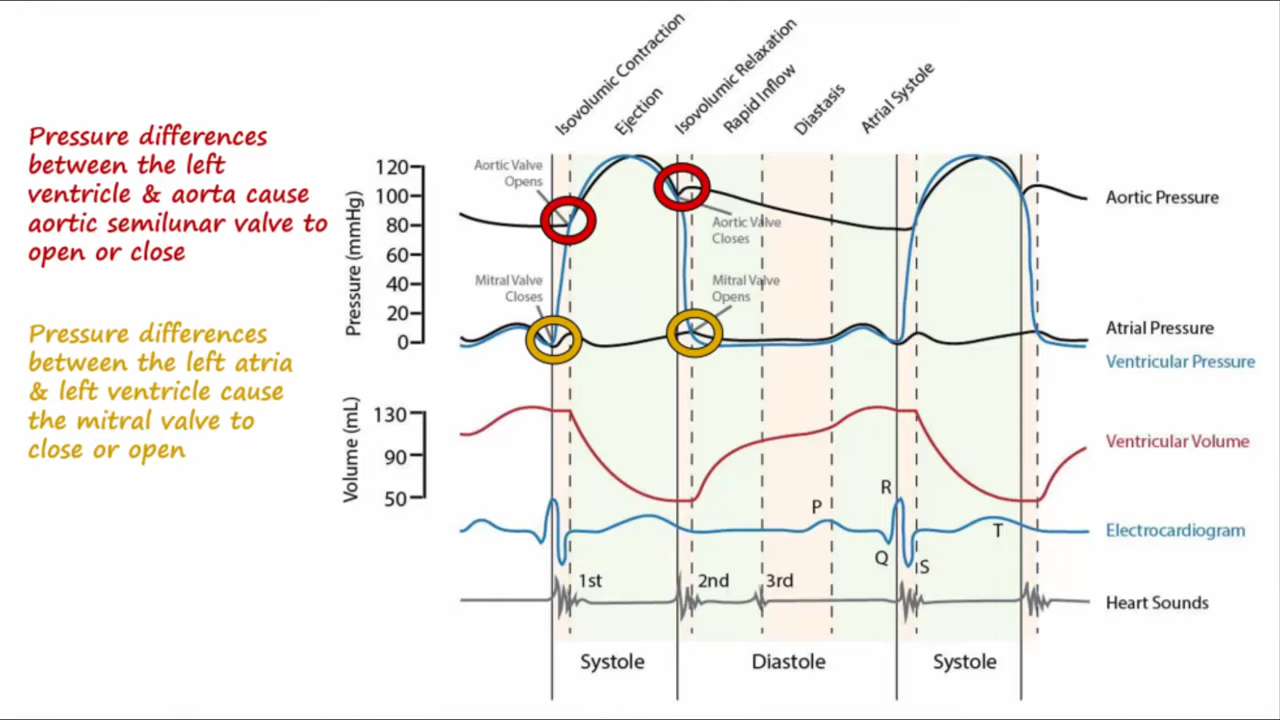 Pressure differences
between the left
ventricle & aorta cause
aortic semilunar valve to
open or close
Pressure differences
between the left atria
& left ventricle cause
the mitral valve to
close or open
Isovolumic Contraction
Ejection
Isovolumic Relaxation
Rapid Inflow
Diastasis
Atrial Systole
Pressure (mmHg)
120
100
80
60
40
20
0
Aortic Valve
Opens
Aortic Valve
Closes
Mitral Valve
Closes
Mitral Valve
Opens
Aortic Pressure
Atrial Pressure
Ventricular Pressure
Volume (mL)
130
90
50
Ventricular Volume
R
P
Q
S
T
Electrocardiogram
1st
2nd
3rd
Heart Sounds
Systole
Diastole
Systole